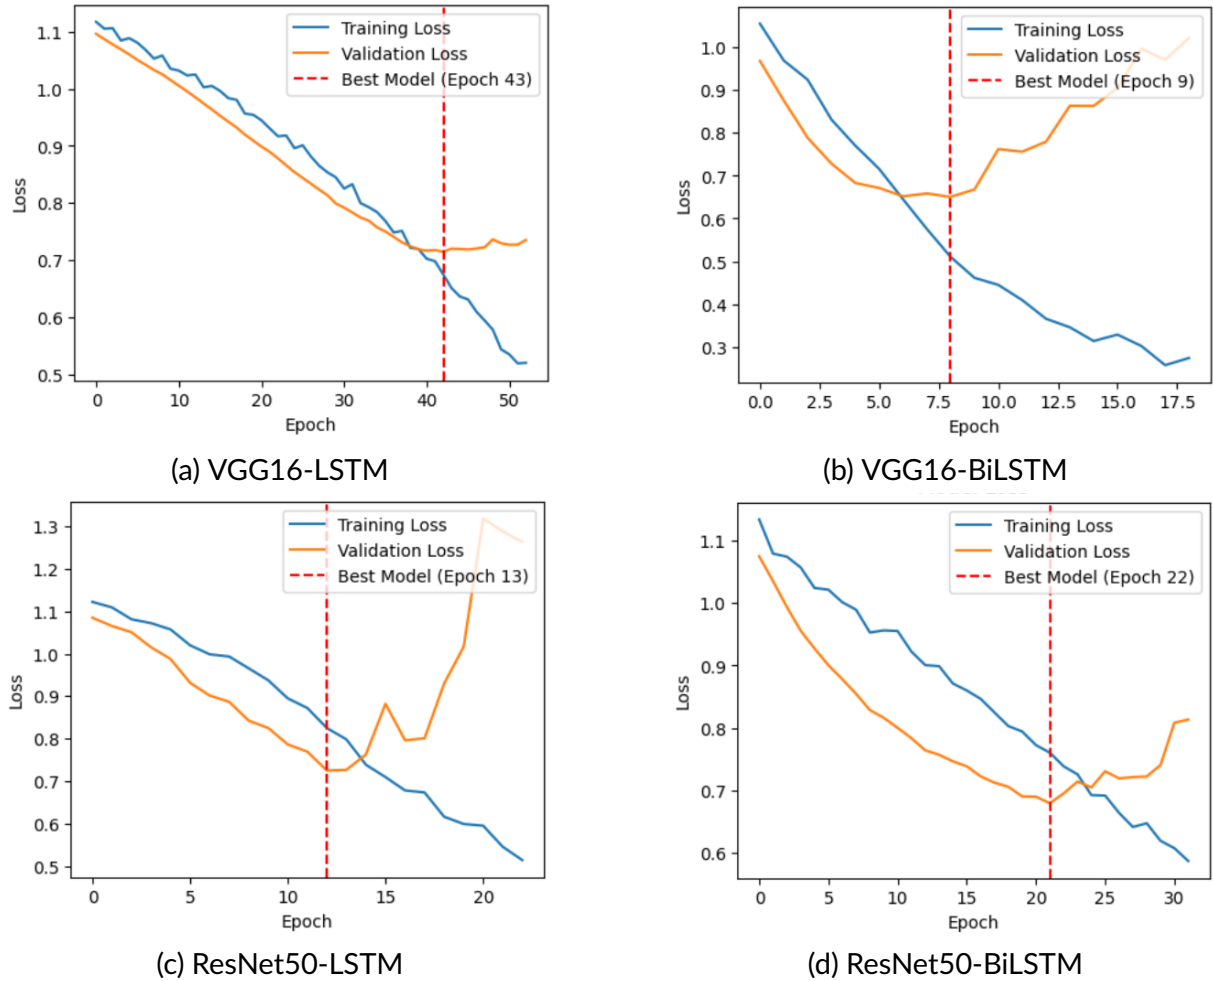 Training Loss
Validation Loss
Best Model (Epoch 43)
1.1
1.0
0.9
0.8
0.7
0.6
0.5
Loss
0 10 20 30 40 50
Epoch
(a) VGG16-LSTM
Training Loss
Validation Loss
Best Model (Epoch 9)
1.0
0.9
0.8
0.7
0.6
0.5
0.4
0.3
Loss
0.0 2.5 5.0 7.5 10.0 12.5 15.0 17.5
Epoch
(b) VGG16-BiLSTM
Training Loss
Validation Loss
Best Model (Epoch 13)
1.3
1.2
1.1
1.0
0.9
0.8
0.7
0.6
0.5
Loss
0 5 10 15 20
Epoch
(c) ResNet50-LSTM
Training Loss
Validation Loss
Best Model (Epoch 22)
1.1
1.0
0.9
0.8
0.7
0.6
Loss
0 5 10 15 20 25 30
Epoch
(d) ResNet50-BiLSTM